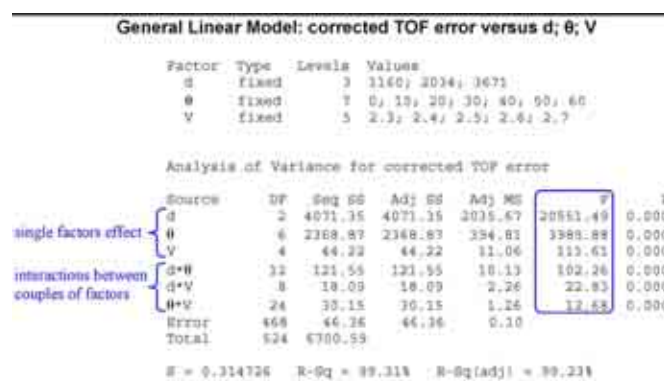 General Linear Model: corrected TOF error versus d; θ; V
Factor Type Levels Values
d fixed 3 1160; 2034; 3671
θ fixed 7 0; 10; 20; 30; 40; 50; 60
V fixed 5 2.3; 2.4; 2.5; 2.6; 2.7
Analysis of Variance for corrected TOF error
Source DF Seq SS Adj SS Adj MS F
d 2 4071.35 4071.35 2035.67 20551.49 0.000
single factors effect θ 6 2368.87 2368.87 394.81 3985.88 0.000
V 4 44.22 44.22 11.06 0.000
interactions between d*θ 12 121.55 121.55 10.13 102.26 0.000
couples of factors d*V 8 18.09 18.09 2.26 22.83 0.000
θ*V 24 30.15 30.15 1.26 12.68 0.000
Error 468 46.36 46.36 0.10
Total 524 6700.59
S = 0.314726 R-Sq = 99.31% R-Sq(adj) = 99.23%